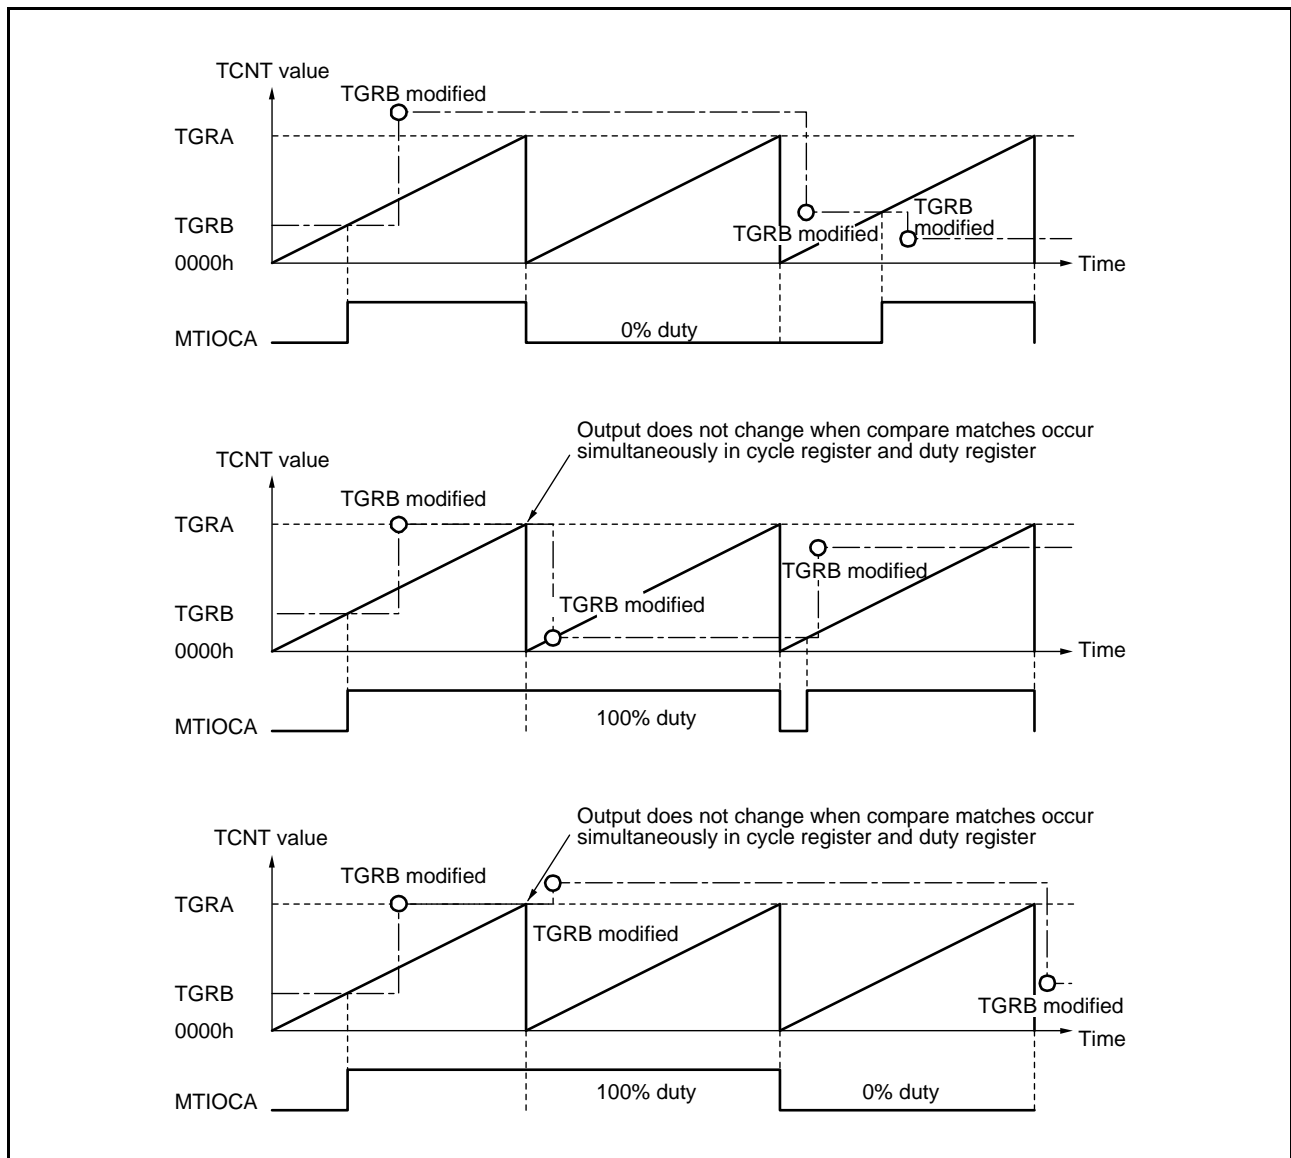 TCNT value
TGRB modified
TGRA
TGRB
modified
TGRB
TGRB modified
0000h
Time
MTIOCA
0% duty
Output does not change when compare matches occur
simultaneously in cycle register and duty register
TCNT value
TGRB modified
TGRA
TGRB modified
TGRB modified
TGRB
0000h
Time
MTIOCA
100% duty
Output does not change when compare matches occur
simultaneously in cycle register and duty register
TCNT value
TGRB modified
TGRA
TGRB modified
TGRB
TGRB modified
0000h
Time
MTIOCA
100% duty
0% duty